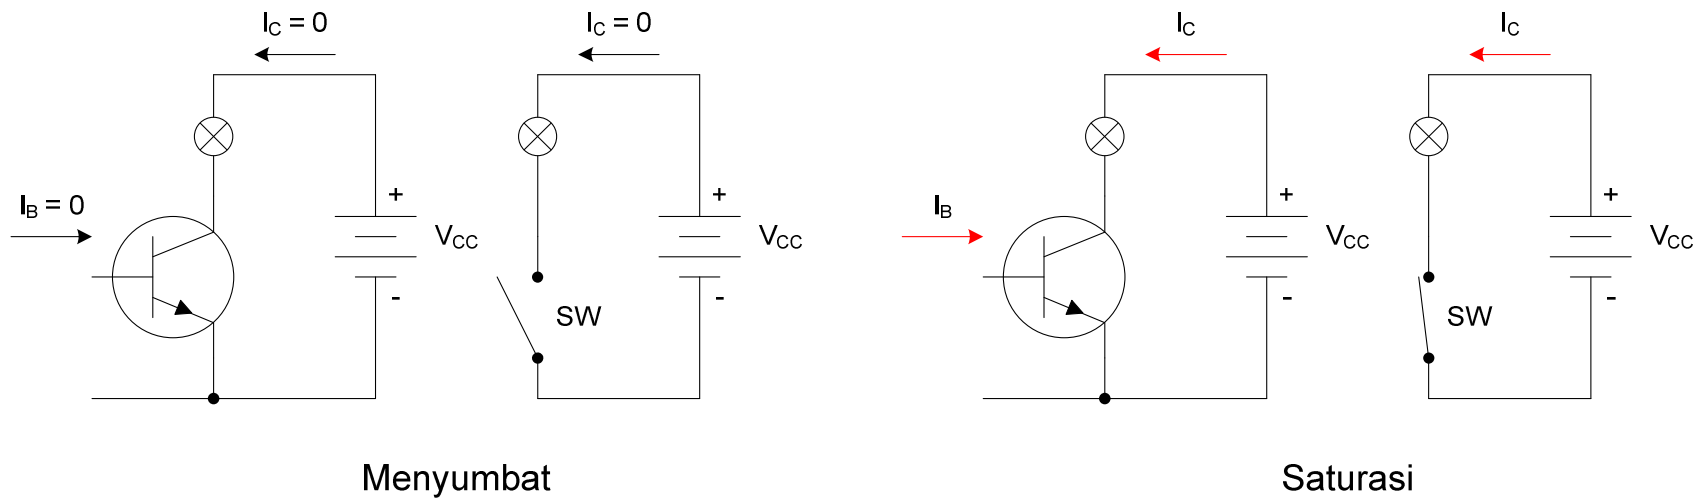 I_C = 0
I_C = 0
I_C
I_C
I_B = 0
+
V_CC
-
+
V_CC
-
SW
I_B
+
V_CC
-
+
V_CC
-
SW
Menyumbat
Saturasi